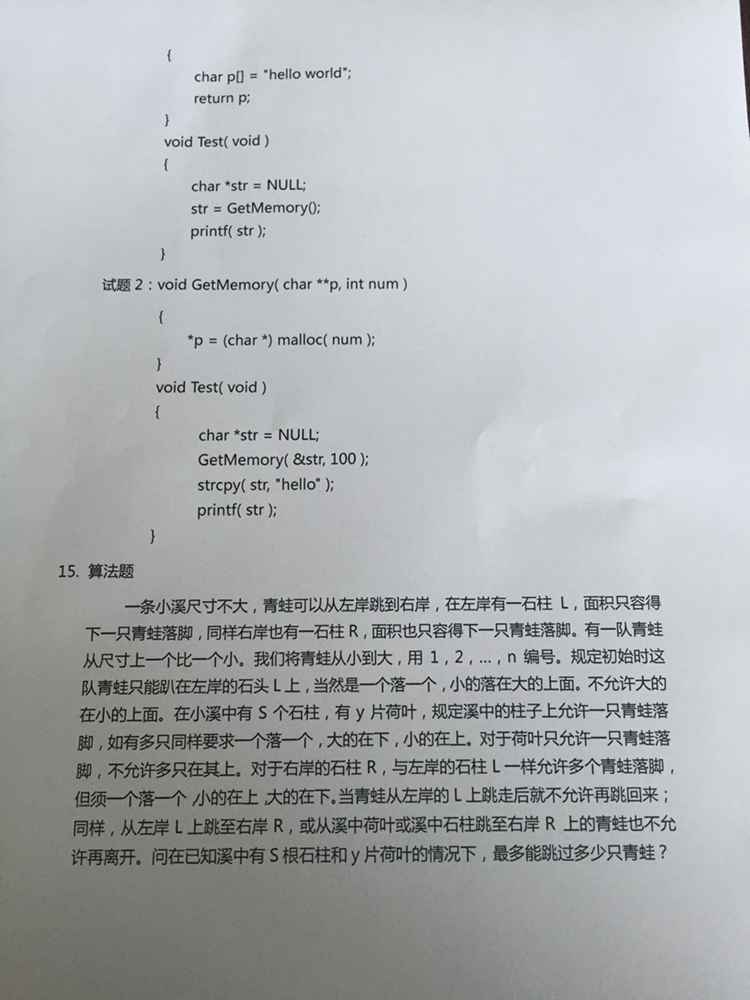 {
char p[] = "hello world";
return p;
}
void Test( void )
{
char *str = NULL;
str = GetMemory();
printf( str );
}
试题2：void GetMemory( char **p, int num )
{
*p = (char *) malloc( num );
}
void Test( void )
{
char *str = NULL;
GetMemory( &str, 100 );
strcpy( str, "hello" );
printf( str );
}
15. 算法题
一条小溪尺寸不大，青蛙可以从左岸跳到右岸，在左岸有一石柱 L，面积只容得
下一只青蛙落脚，同样右岸也有一石柱 R，面积也只容得下一只青蛙落脚。有一队青蛙
从尺寸上一个比一个小。我们将青蛙从小到大，用 1，2，…，n 编号。规定初始时这
队青蛙只能趴在左岸的石头 L 上，当然是一个落一个，小的落在大的上面。不允许大的
在小的上面。在小溪中有 S 个石柱，有 y 片荷叶，规定溪中的柱子上允许一只青蛙落
脚，如有多只同样要求一个落一个，大的在下，小的在上。对于荷叶只允许一只青蛙落
脚，不允许多只在其上。对于右岸的石柱 R，与左岸的石柱 L 一样允许多个青蛙落脚，
但须一个落一个，小的在上，大的在下。当青蛙从左岸的 L 上跳走后就不允许再跳回来；
同样，从左岸 L 上跳至右岸 R，或从溪中荷叶或溪中石柱跳至右岸 R 上的青蛙也不允
许再离开。问在已知溪中有 S 根石柱和 y 片荷叶的情况下，最多能跳过多少只青蛙？